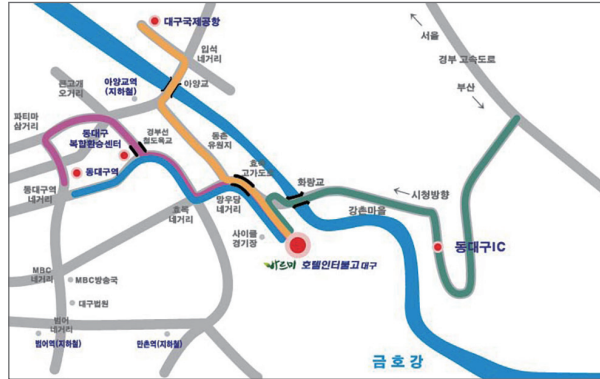 대구국제공항
서울
입석
네거리
경부 고속도로
큰고개
오거리
아양교역
(지하철)
아양교
부산
파티마
삼거리
동대구
복합환승센터
경부선
철도육교
동촌
유원지
효목
고가도로
화랑교
동대구역
동대구역
네거리
시청방향
망우당
네거리
강촌마을
효목
네거리
사이클
경기장
동대구IC
호텔인터불고 대구
MBC
네거리
MBC방송국
대구법원
범어
네거리
범어역(지하철)
만촌역(지하철)
금호강